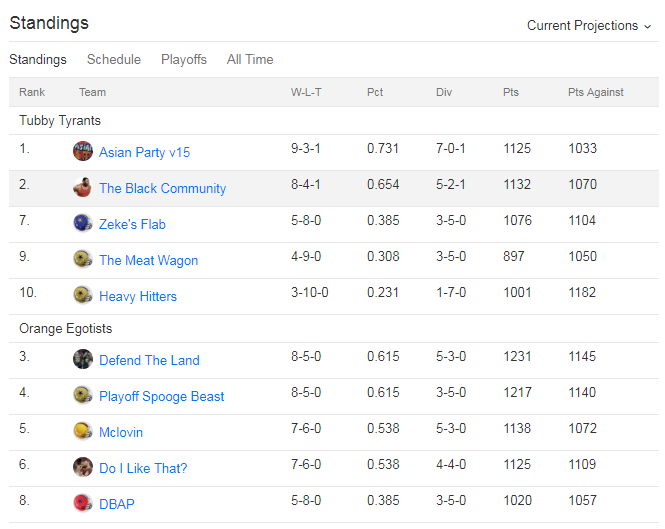 Standings
Current Projections
Standings Schedule Playoffs All Time
Rank Team W-L-T Pct Div Pts Pts Against
Tubby Tyrants
1. Asian Party v15 9-3-1 0.731 7-0-1 1125 1033
2. The Black Community 8-4-1 0.654 5-2-1 1132 1070
7. Zeke's Flab 5-8-0 0.385 3-5-0 1076 1104
9. The Meat Wagon 4-9-0 0.308 3-5-0 897 1050
10. Heavy Hitters 3-10-0 0.231 1-7-0 1001 1182
Orange Egotists
3. Defend The Land 8-5-0 0.615 5-3-0 1231 1145
4. Playoff Spooge Beast 8-5-0 0.615 3-5-0 1217 1140
5. Mclovin 7-6-0 0.538 5-3-0 1138 1072
6. Do I Like That? 7-6-0 0.538 4-4-0 1125 1109
8. DBAP 5-8-0 0.385 3-5-0 1020 1057